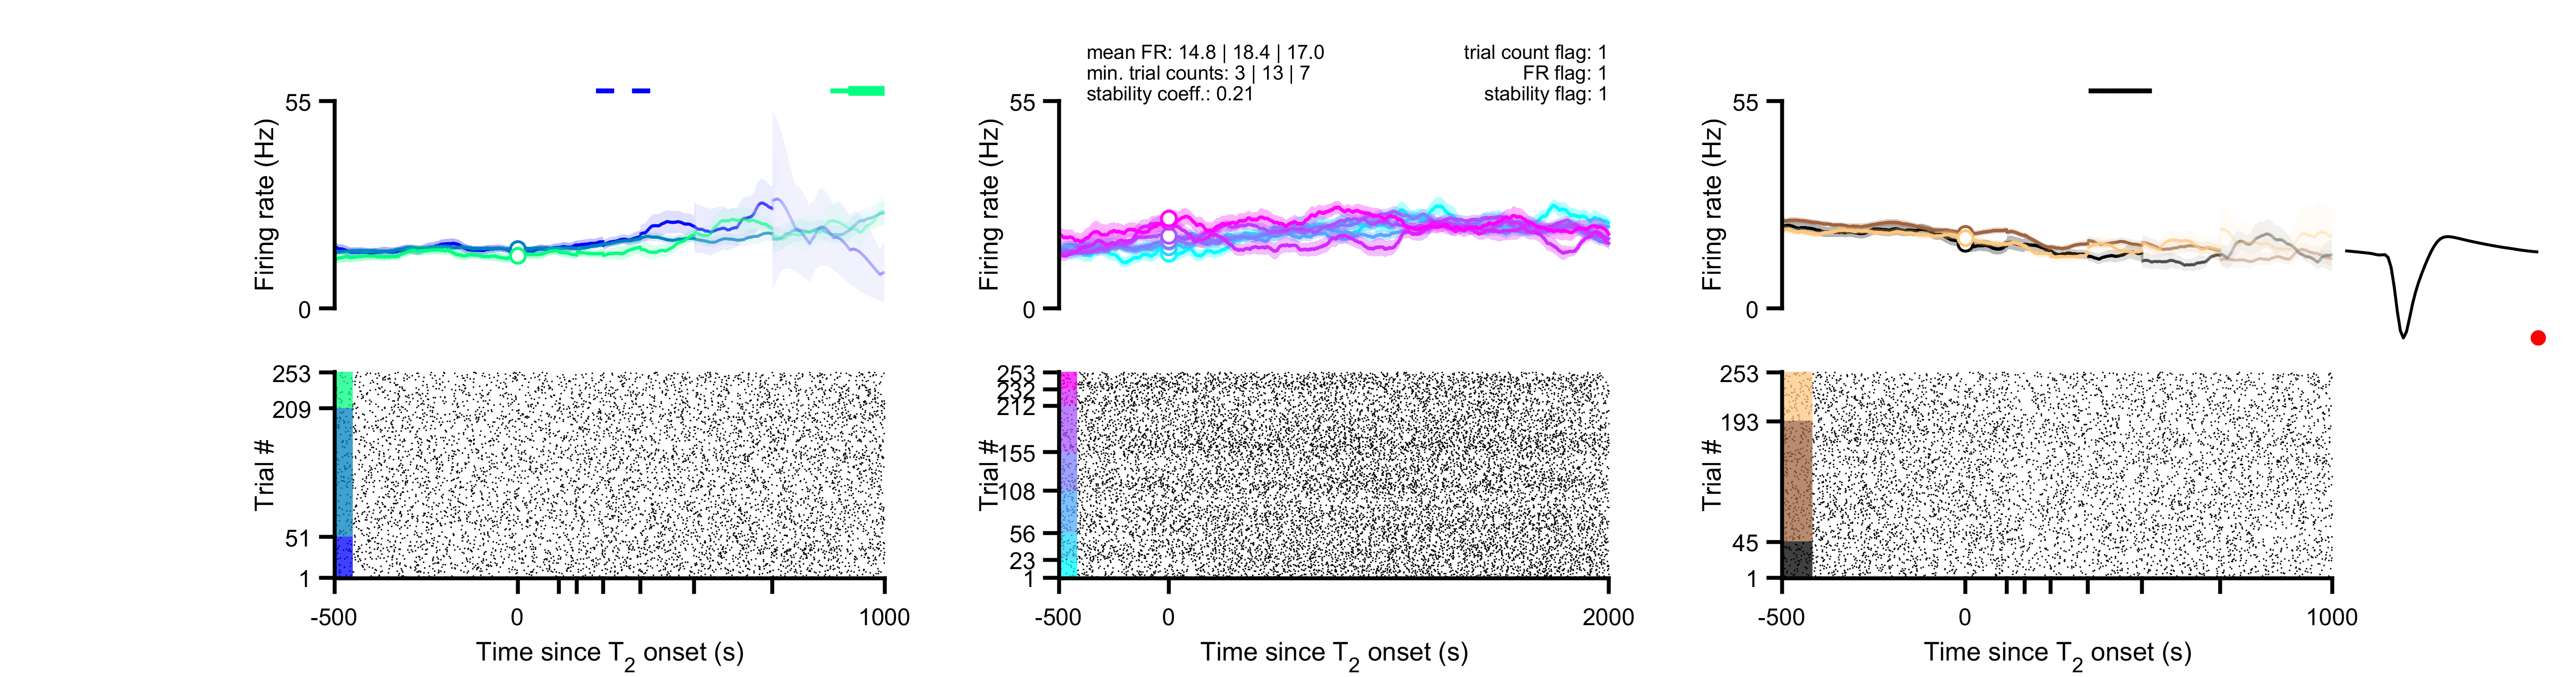 mean FR: 14.8 | 18.4 | 17.0
min. trial counts: 3 | 13 | 7
stability coeff.: 0.21
trial count flag: 1
FR flag: 1
stability flag: 1
55
Firing rate (Hz)
0
55
Firing rate (Hz)
0
55
Firing rate (Hz)
0
253
209
Trial #
51
1
-500
0
1000
Time since T2 onset (s)
253
232
212
155
Trial #
108
56
23
1
-500
0
2000
Time since T2 onset (s)
253
193
Trial #
45
1
-500
0
1000
Time since T2 onset (s)